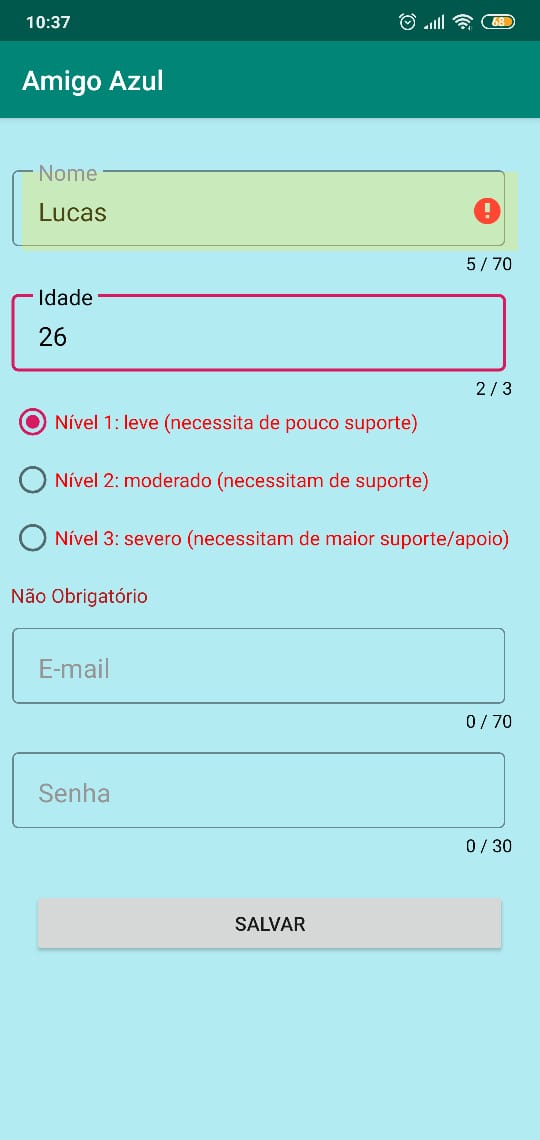 10:37
68
Amigo Azul
Nome
Lucas
5 / 70
Idade
26
2 / 3
Nível 1: leve (necessita de pouco suporte)
Nível 2: moderado (necessitam de suporte)
Nível 3: severo (necessitam de maior suporte/apoio)
Não Obrigatório
E-mail
0 / 70
Senha
0 / 30
SALVAR